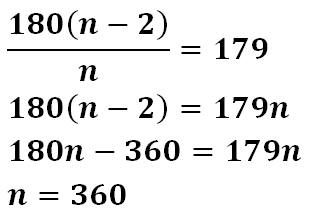 180(n − 2)
n = 179
180(n − 2) = 179n
180n − 360 = 179n
n = 360